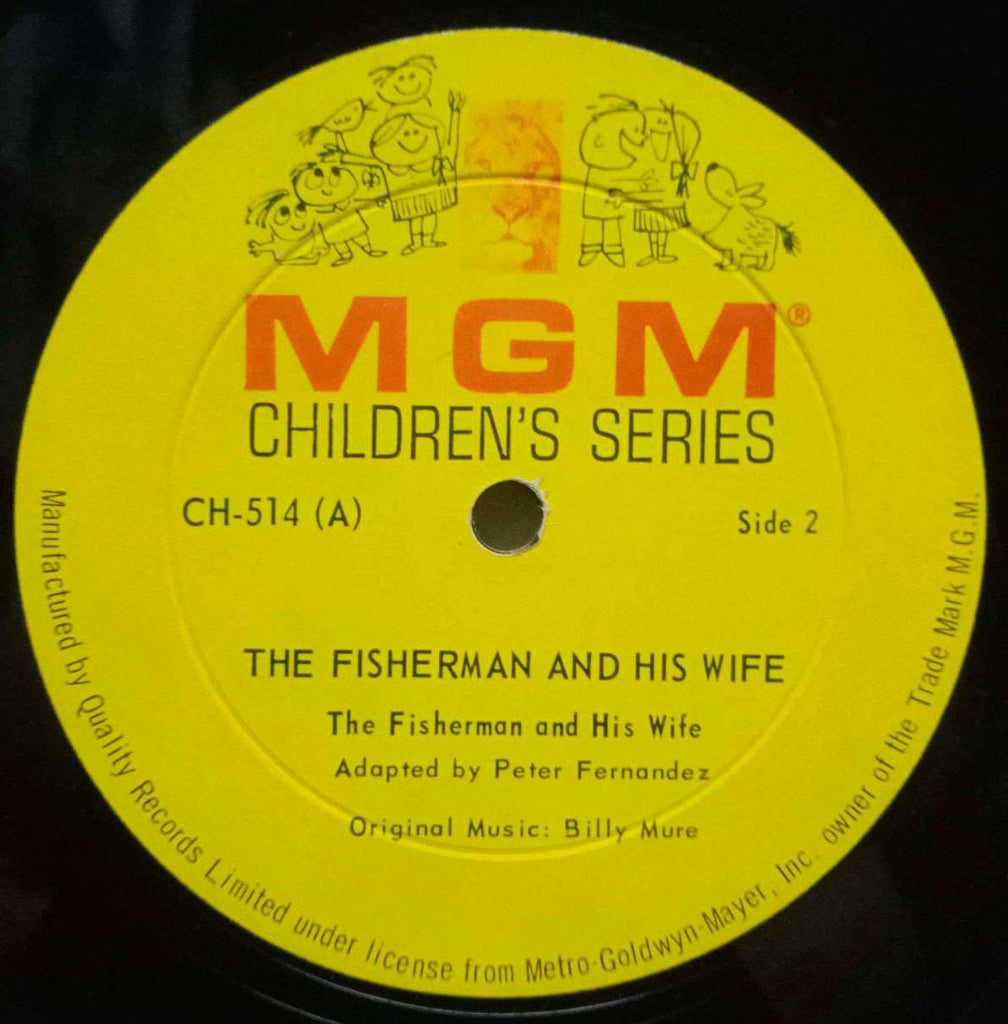 MGM®
CHILDREN'S SERIES
CH-514 (A)
Side 2
THE FISHERMAN AND HIS WIFE
The Fisherman and His Wife
Adapted by Peter Fernandez
Original Music: Billy Mure
Manufactured by Quality Records Limited under license from Metro-Goldwyn-Mayer, Inc. owner of the Trade Mark M.G.M.